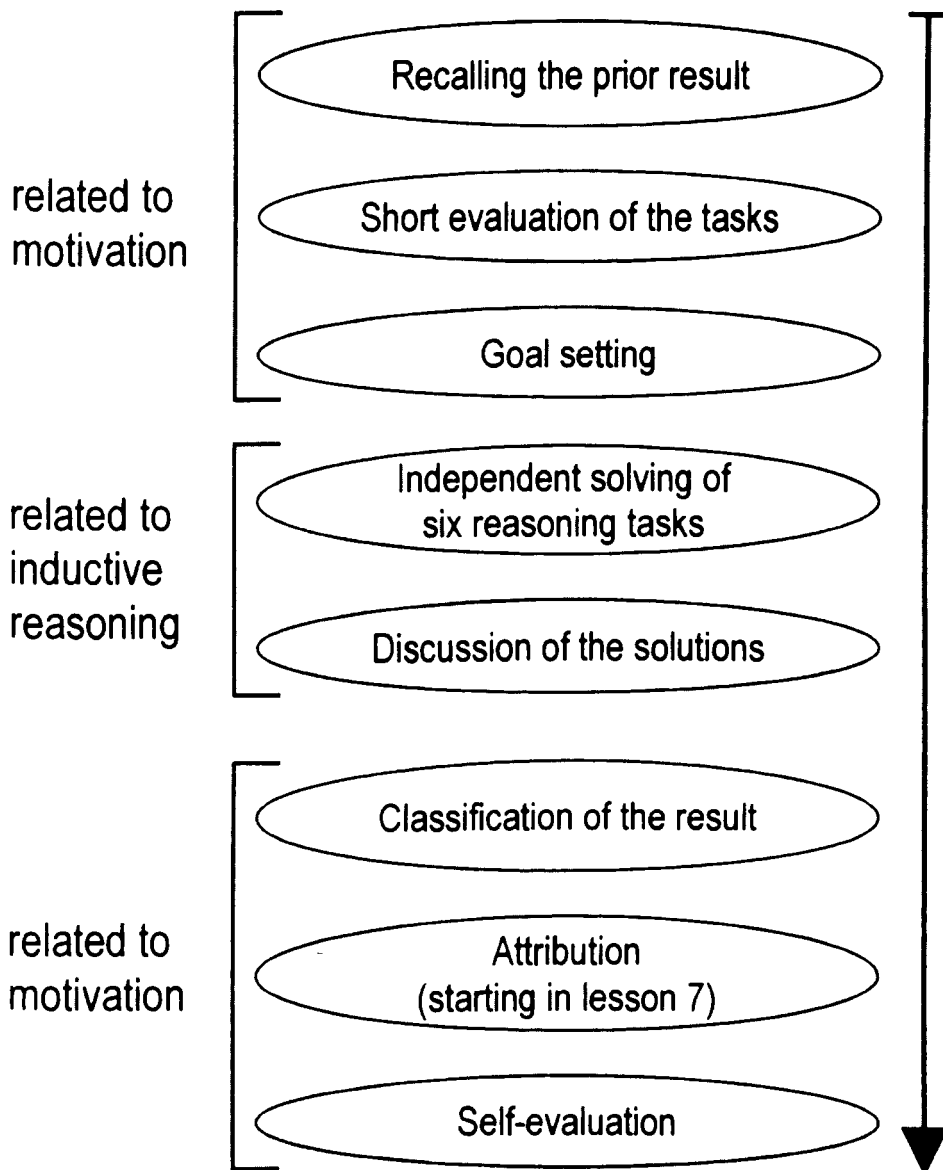 related to
motivation
Recalling the prior result
Short evaluation of the tasks
Goal setting
related to
inductive
reasoning
Independent solving of
six reasoning tasks
Discussion of the solutions
related to
motivation
Classification of the result
Attribution
(starting in lesson 7)
Self-evaluation